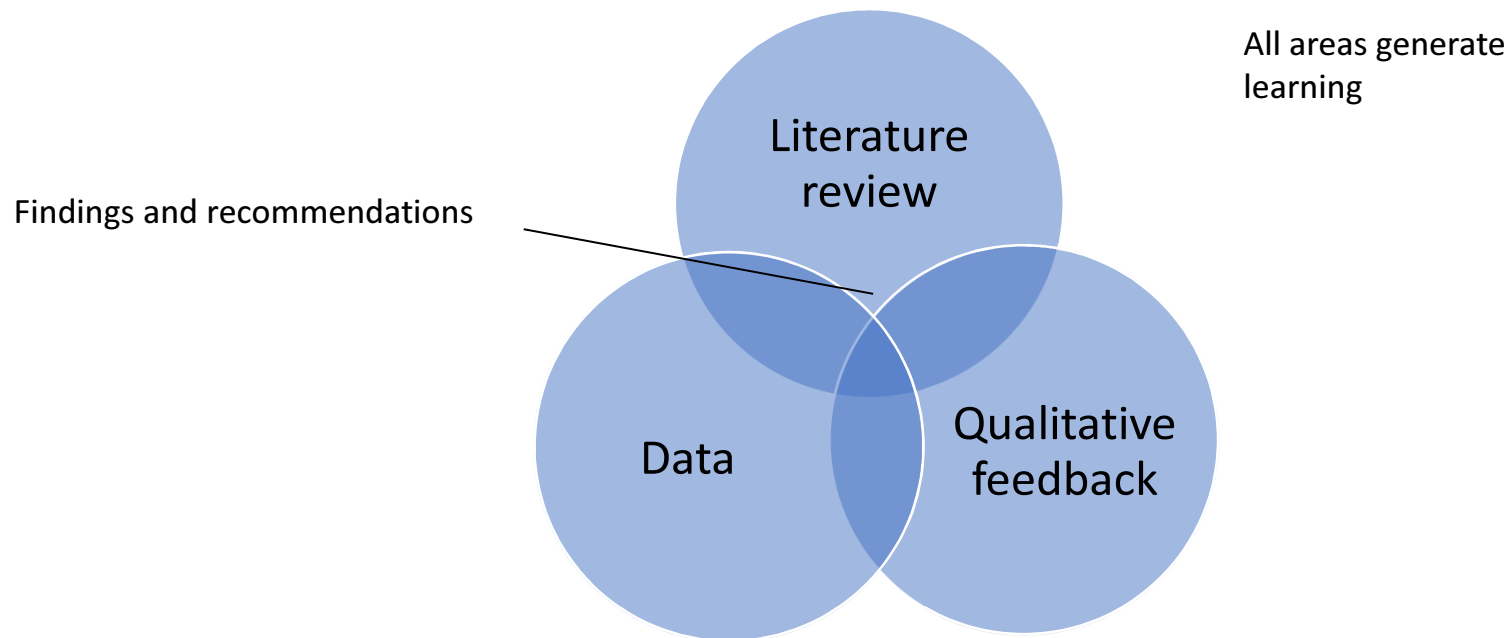 All areas generate
learning
Literature
review
Findings and recommendations
Qualitative
feedback
Data